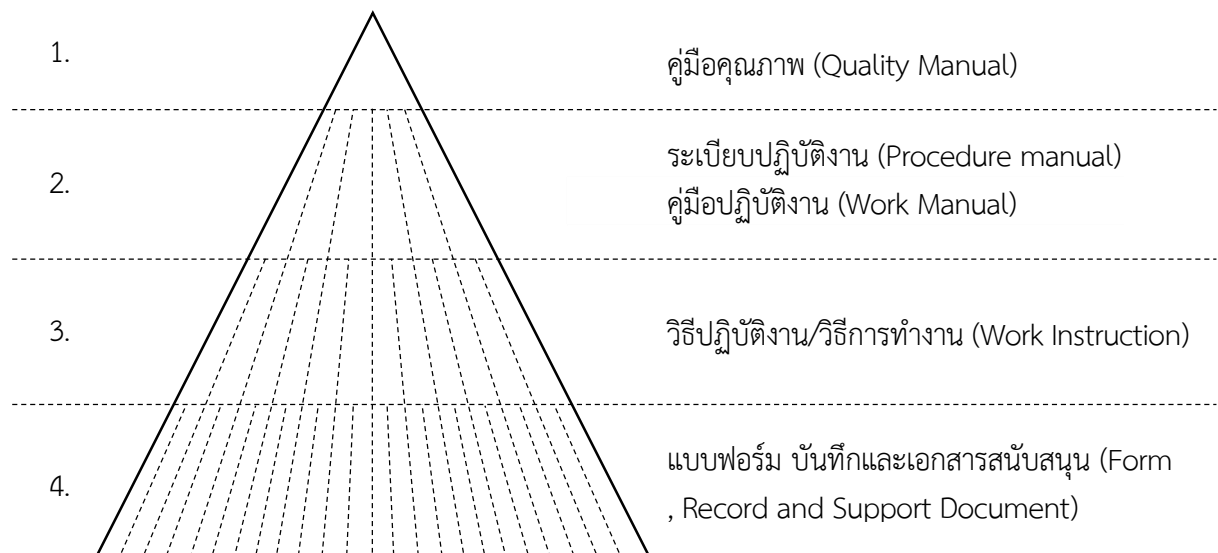 1.
คู่มือคุณภาพ (Quality Manual)
2.
ระเบียบปฏิบัติงาน (Procedure manual)
คู่มือปฏิบัติงาน (Work Manual)
3.
วิธีปฏิบัติงาน/วิธีการทำงาน (Work Instruction)
4.
แบบฟอร์ม บันทึกและเอกสารสนับสนุน (Form
, Record and Support Document)